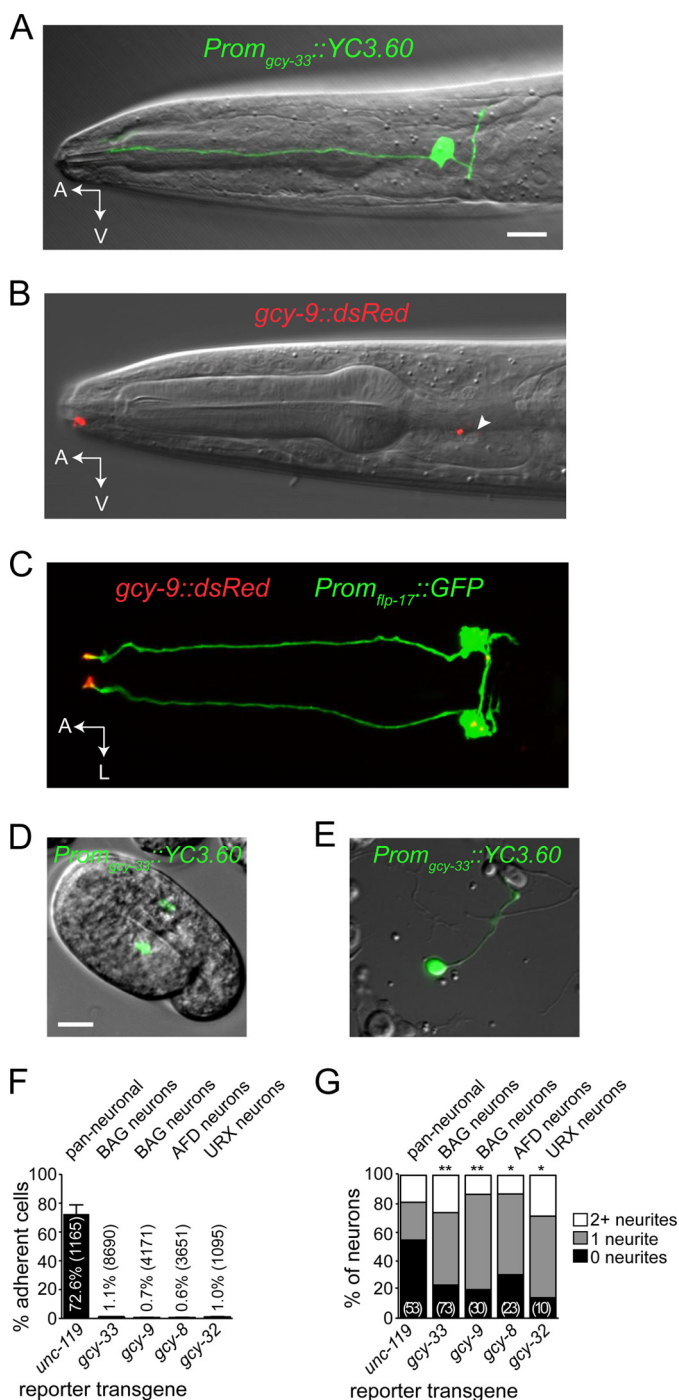 A
Promgcy-33::YC3.60
A
V
B
gcy-9::dsRed
A
V
C
gcy-9::dsRed Promflp-17::GFP
A
L
D
E
Promgcy-33::YC3.60
Promgcy-33::YC3.60
F
G
pan-neuronal
BAG neurons
BAG neurons
AFD neurons
URX neurons
% adherent cells
100
80
60
40
20
0
72.6% (1165)
1.1% (8690)
0.7% (4171)
0.6% (3651)
1.0% (1095)
unc-119
gcy-33
gcy-9
gcy-8
gcy-32
reporter transgene
pan-neuronal
BAG neurons
BAG neurons
AFD neurons
URX neurons
** ** * *
% of neurons
100
80
60
40
20
0
(53) (73) (30) (23) (10)
unc-119
gcy-33
gcy-9
gcy-8
gcy-32
reporter transgene
2+ neurites
1 neurite
0 neurites